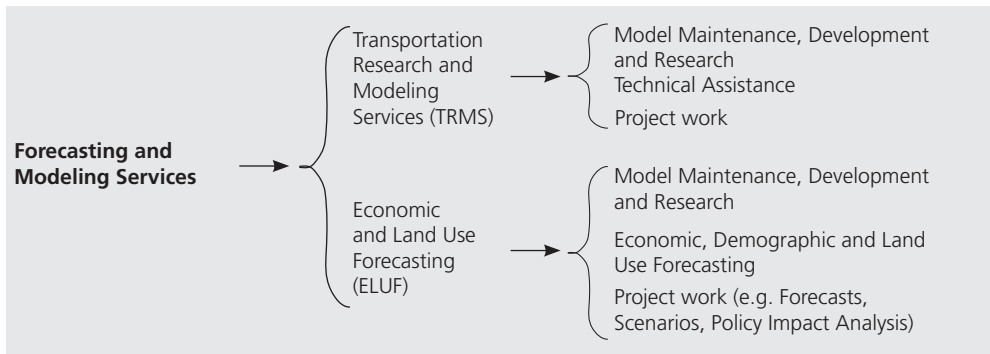 Forecasting and
Modeling Services
Transportation
Research and
Modeling
Services (TRMS)
Model Maintenance, Development
and Research
Technical Assistance
Project work
Economic
and Land Use
Forecasting
(ELUF)
Model Maintenance, Development
and Research
Economic, Demographic and Land
Use Forecasting
Project work (e.g. Forecasts,
Scenarios, Policy Impact Analysis)